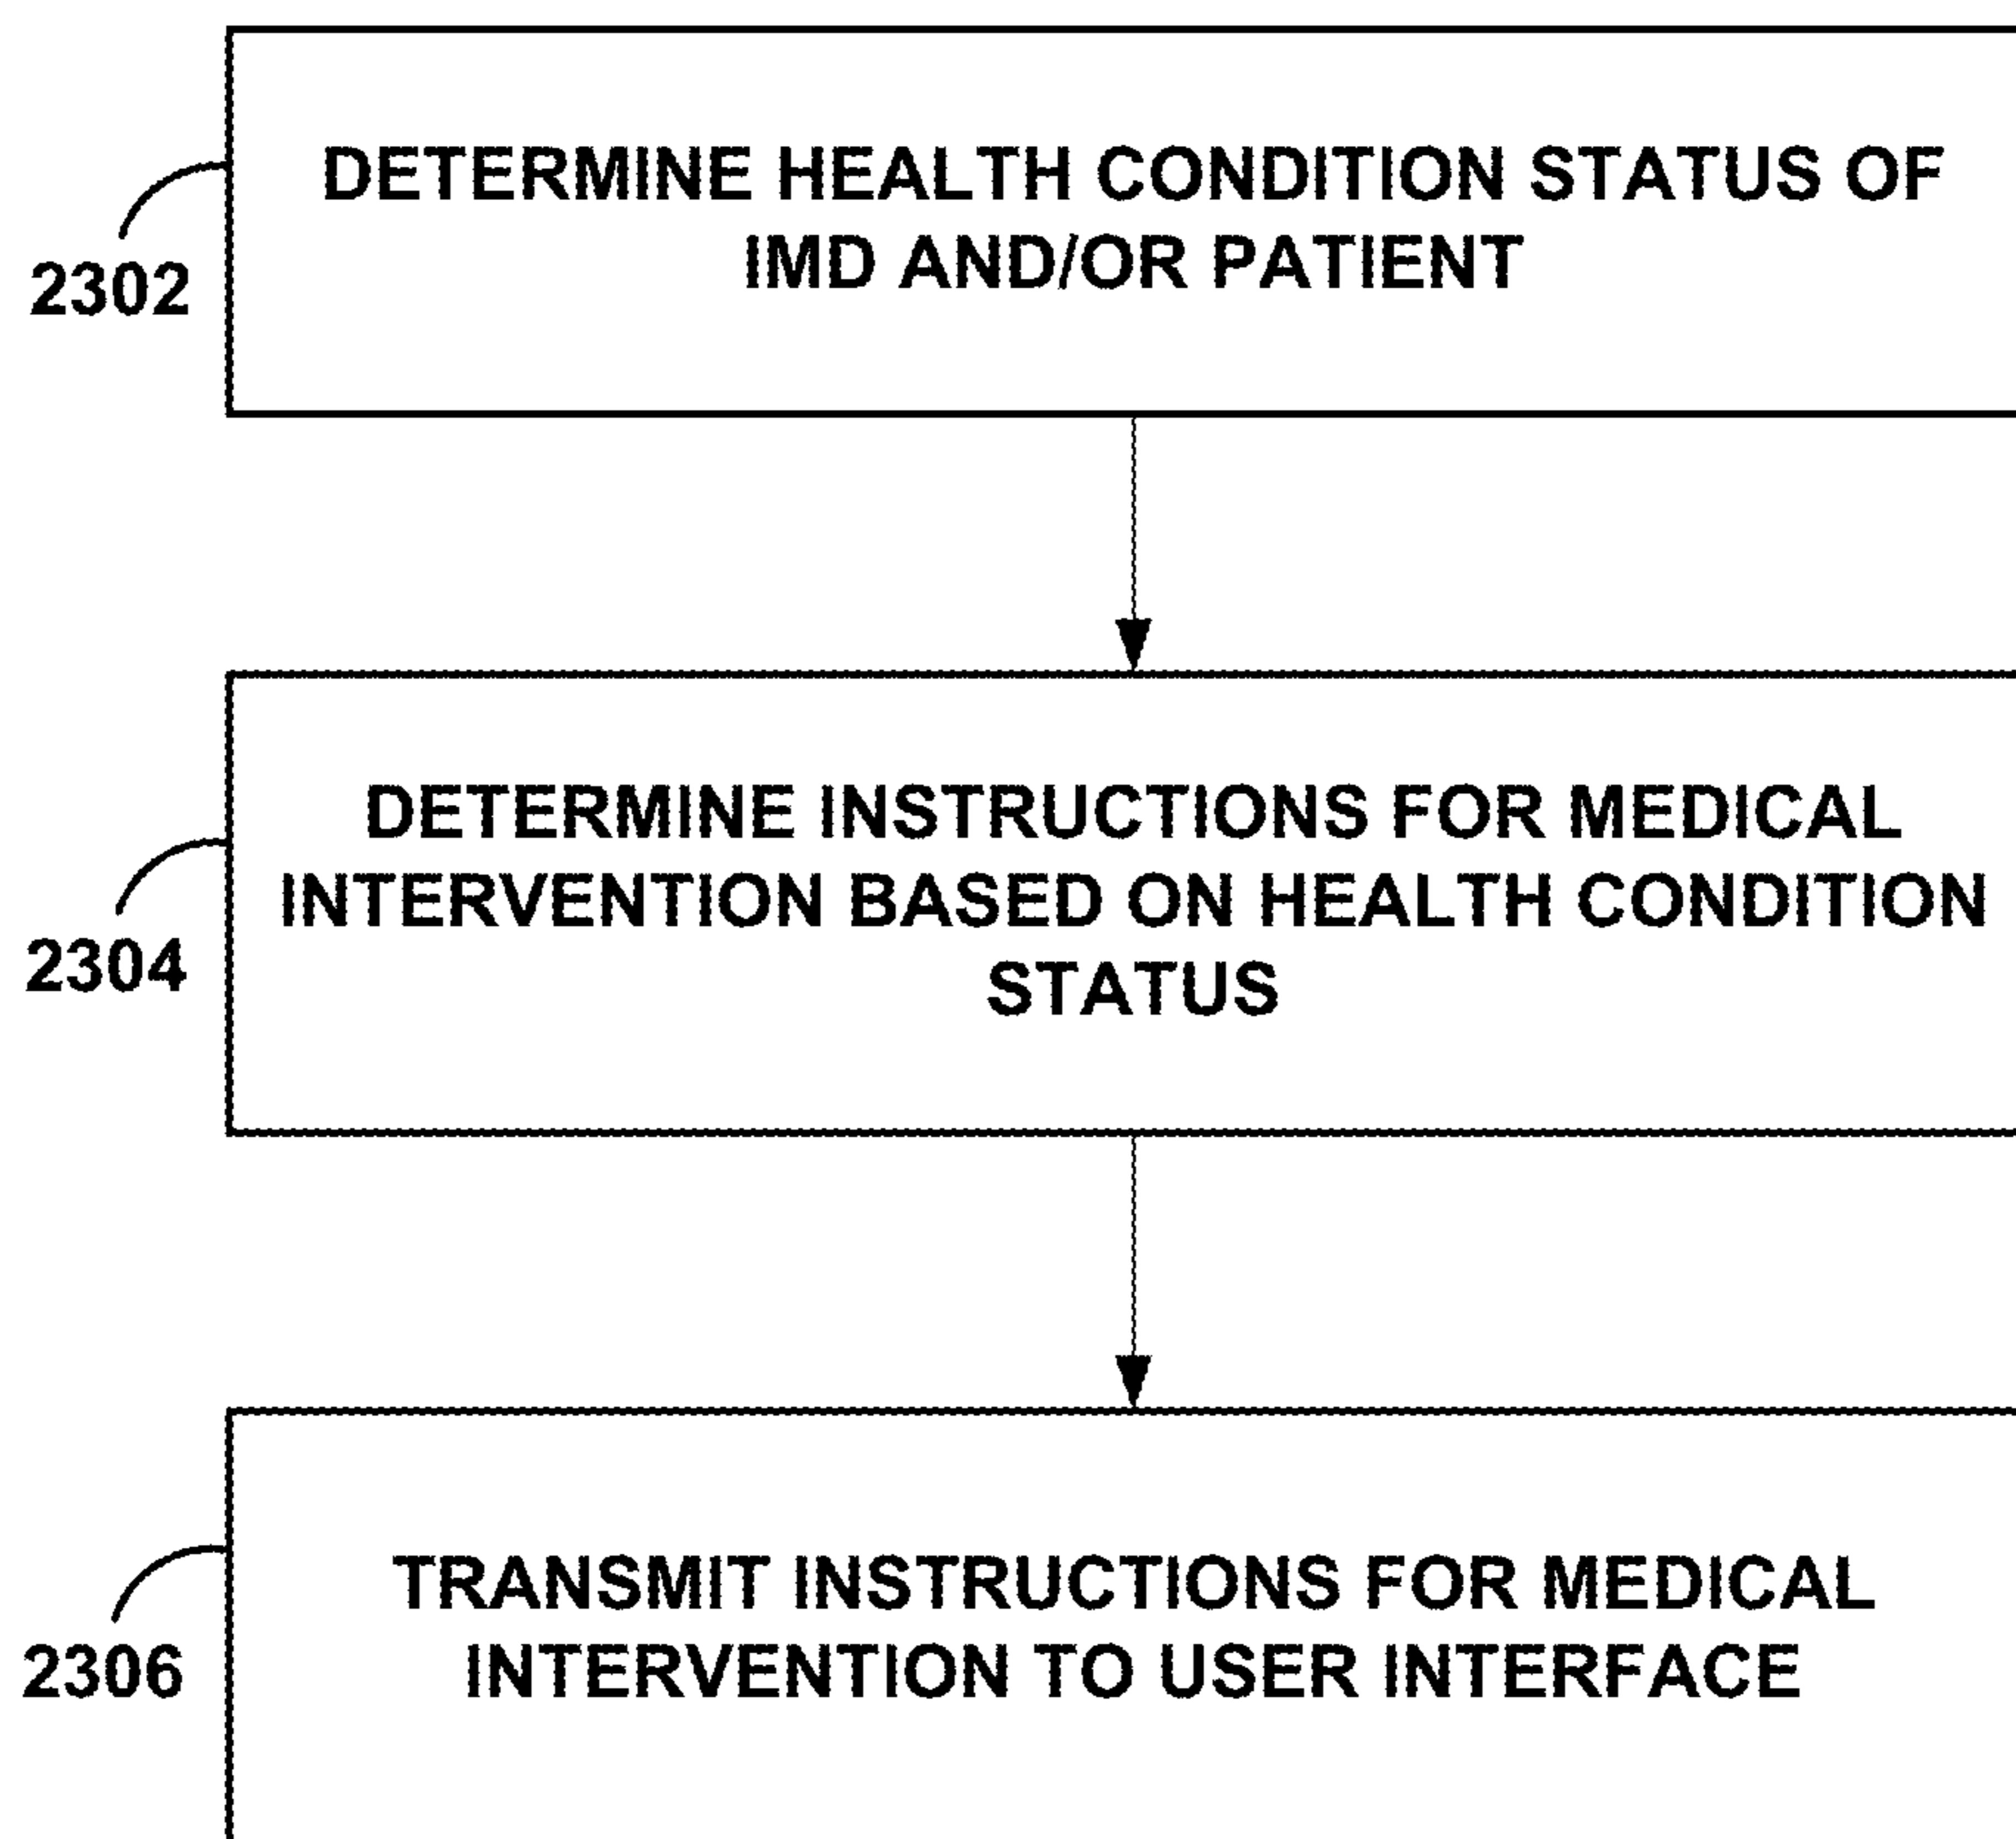 DETERMINE HEALTH CONDITION STATUS OF
IMD AND/OR PATIENT
2302
DETERMINE INSTRUCTIONS FOR MEDICAL
INTERVENTION BASED ON HEALTH CONDITION
STATUS
2304
TRANSMIT INSTRUCTIONS FOR MEDICAL
INTERVENTION TO USER INTERFACE
2306